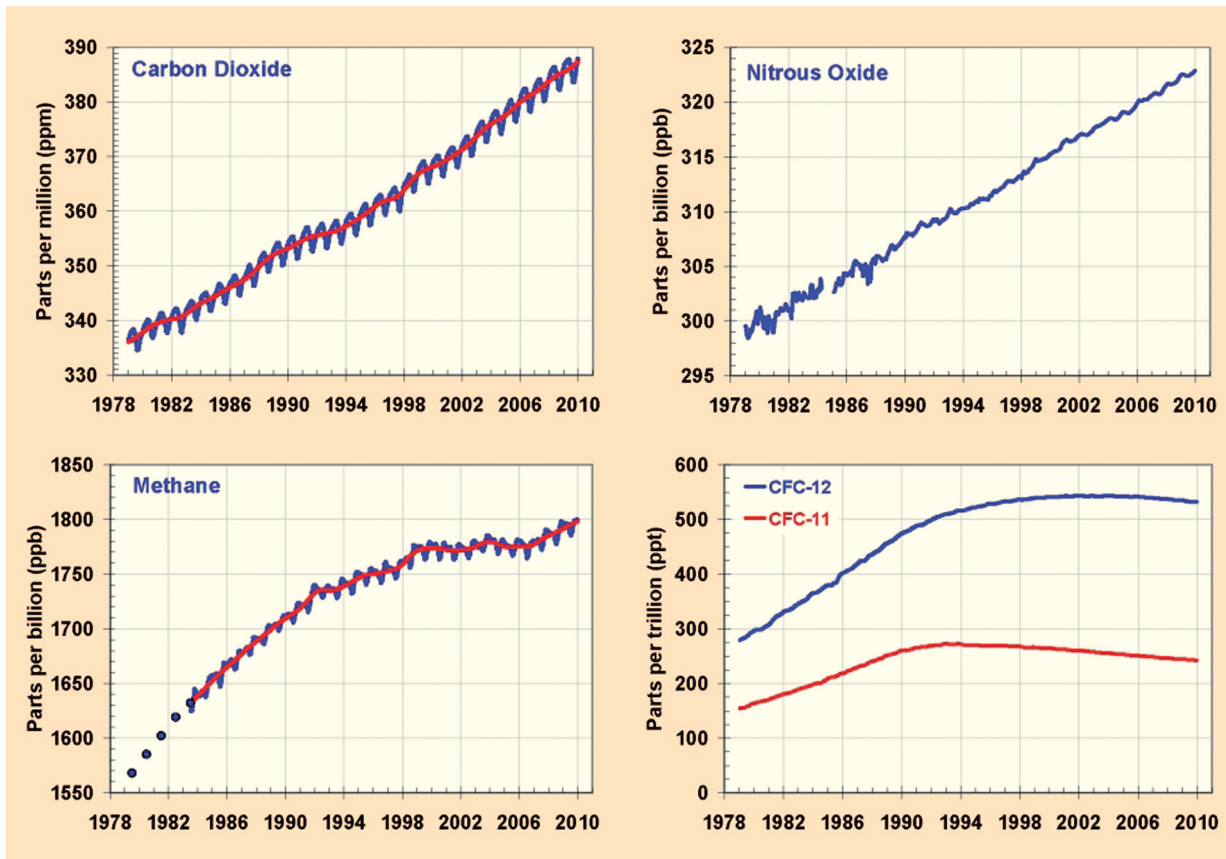 Carbon Dioxide
Parts per million (ppm)
390
380
370
360
350
340
330
1978 1982 1986 1990 1994 1998 2002 2006 2010
Nitrous Oxide
Parts per billion (ppb)
325
320
315
310
305
300
295
1978 1982 1986 1990 1994 1998 2002 2006 2010
Methane
Parts per billion (ppb)
1850
1800
1750
1700
1650
1600
1550
1978 1982 1986 1990 1994 1998 2002 2006 2010
CFC-12
CFC-11
Parts per trillion (ppt)
600
500
400
300
200
100
0
1978 1982 1986 1990 1994 1998 2002 2006 2010